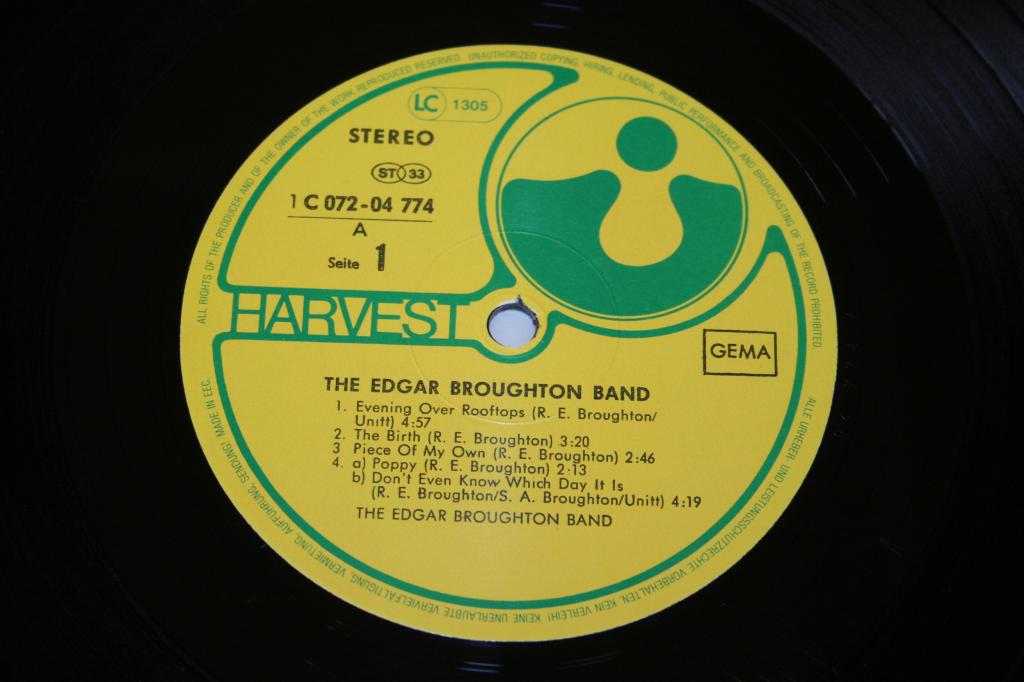 ALL RIGHTS OF THE PRODUCER AND OF THE OWNER OF THE WORK REPRODUCED RESERVED. UNAUTHORIZED COPYING, HIRING, LENDING, PUBLIC PERFORMANCE AND BROADCASTING OF THE RECORD PROHIBITED.
LC 1305
STEREO
ST 33
1 C 072-04 774
A
Seite 1
HARVEST
GEMA
THE EDGAR BROUGHTON BAND
1. Evening Over Rooftops (R. E. Broughton/
Unitt) 4:57
2. The Birth (R. E. Broughton) 3:20
3 Piece Of My Own (R. E. Broughton) 2:46
4. a) Poppy (R. E. Broughton) 2:13
b) Don't Even Know Which Day It Is
(R. E. Broughton/S. A. Broughton/Unitt) 4:19
THE EDGAR BROUGHTON BAND
ALLE URHEBER- UND LEISTUNGSSCHUTZRECHTE VORBEHALTEN. KEIN VERLEIH! KEINE UNERLAUBTE VERVIELFÄLTIGUNG, VERMIETUNG, AUFFÜHRUNG, SENDUNG! MADE IN EEC.